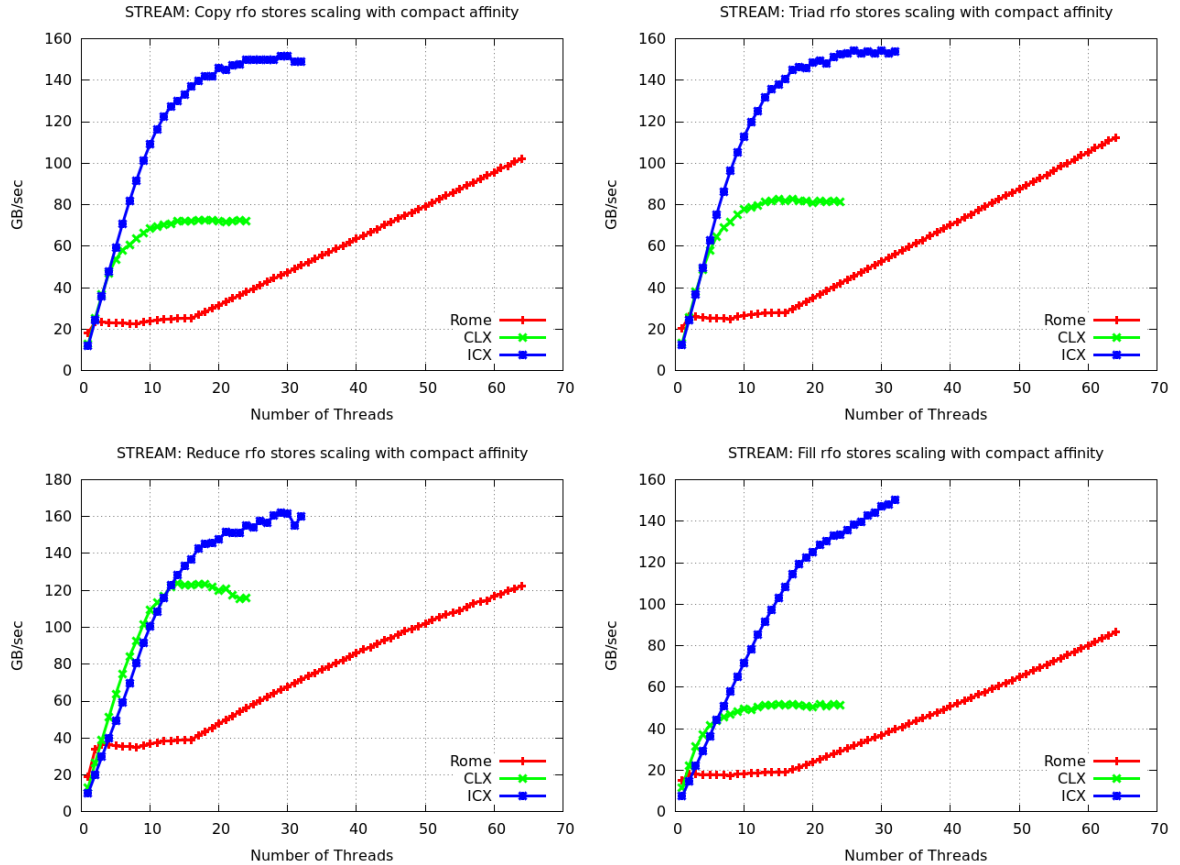 STREAM: Copy rfo stores scaling with compact affinity
160
140
120
100
80
60
40
20
0
GB/sec
Rome
CLX
ICX
0 10 20 30 40 50 60 70
Number of Threads
STREAM: Triad rfo stores scaling with compact affinity
160
140
120
100
80
60
40
20
0
GB/sec
Rome
CLX
ICX
0 10 20 30 40 50 60 70
Number of Threads
STREAM: Reduce rfo stores scaling with compact affinity
180
160
140
120
100
80
60
40
20
0
GB/sec
Rome
CLX
ICX
0 10 20 30 40 50 60 70
Number of Threads
STREAM: Fill rfo stores scaling with compact affinity
160
140
120
100
80
60
40
20
0
GB/sec
Rome
CLX
ICX
0 10 20 30 40 50 60 70
Number of Threads